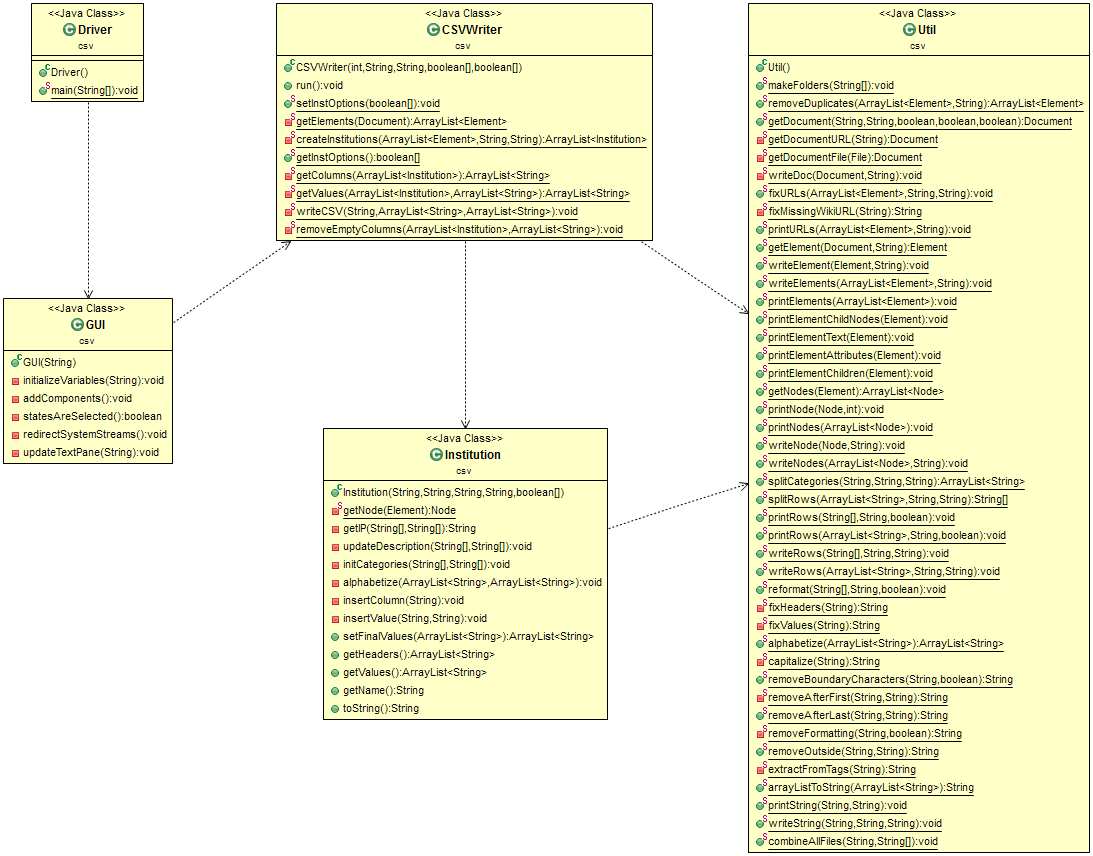 <<Java Class>>
Driver
csv
Driver()
main(String[]):void
<<Java Class>>
CSVWriter
csv
CSVWriter(int,String,String,boolean[],boolean[])
run():void
setInstOptions(boolean[]):void
getElements(Document):ArrayList<Element>
createInstitutions(ArrayList<Element>,String,String):ArrayList<Institution>
getInstOptions():boolean[]
getColumns(ArrayList<Institution>):ArrayList<String>
getValues(ArrayList<Institution>,ArrayList<String>):ArrayList<String>
writeCSV(String,ArrayList<String>,ArrayList<String>):void
removeEmptyColumns(ArrayList<Institution>,ArrayList<String>):void
<<Java Class>>
Util
csv
Util()
makeFolders(String[]):void
removeDuplicates(ArrayList<Element>,String):ArrayList<Element>
getDocument(String,String,boolean,boolean,boolean):Document
getDocumentURL(String):Document
getDocumentFile(File):Document
writeDoc(Document,String):void
fixURLs(ArrayList<Element>,String,String):void
fixMissingWikiURL(String):String
printURLs(ArrayList<Element>,String):void
getElement(Document,String):Element
writeElement(Element,String):void
writeElements(ArrayList<Element>,String):void
printElements(ArrayList<Element>):void
printElementChildNodes(Element):void
printElementText(Element):void
printElementAttributes(Element):void
printElementChildren(Element):void
getNodes(Element):ArrayList<Node>
printNode(Node,int):void
printNodes(ArrayList<Node>):void
writeNode(Node,String):void
writeNodes(ArrayList<Node>,String):void
splitCategories(String,String,String):ArrayList<String>
splitRows(ArrayList<String>,String,String):String[]
printRows(String[],String,boolean):void
printRows(ArrayList<String>,String,boolean):void
writeRows(String[],String,String):void
writeRows(ArrayList<String>,String,String):void
reformat(String[],String,boolean):void
fixHeaders(String):String
fixValues(String):String
alphabetize(ArrayList<String>):ArrayList<String>
capitalize(String):String
removeBoundaryCharacters(String,boolean):String
removeAfterFirst(String,String):String
removeAfterLast(String,String):String
removeFormatting(String,boolean):String
removeOutside(String,String):String
extractFromTags(String):String
arrayListToString(ArrayList<String>):String
printString(String,String):void
writeString(String,String,String):void
combineAllFiles(String,String[]):void
<<Java Class>>
GUI
csv
GUI(String)
initializeVariables(String):void
addComponents():void
statesAreSelected():boolean
redirectSystemStreams():void
updateTextPane(String):void
<<Java Class>>
Institution
csv
Institution(String,String,String,String,boolean[])
getNode(Element):Node
getIP(String[],String[]):String
updateDescription(String[],String[]):void
initCategories(String[],String[]):void
alphabetize(ArrayList<String>,ArrayList<String>):void
insertColumn(String):void
insertValue(String,String):void
setFinalValues(ArrayList<String>):ArrayList<String>
getHeaders():ArrayList<String>
getValues():ArrayList<String>
getName():String
toString():String